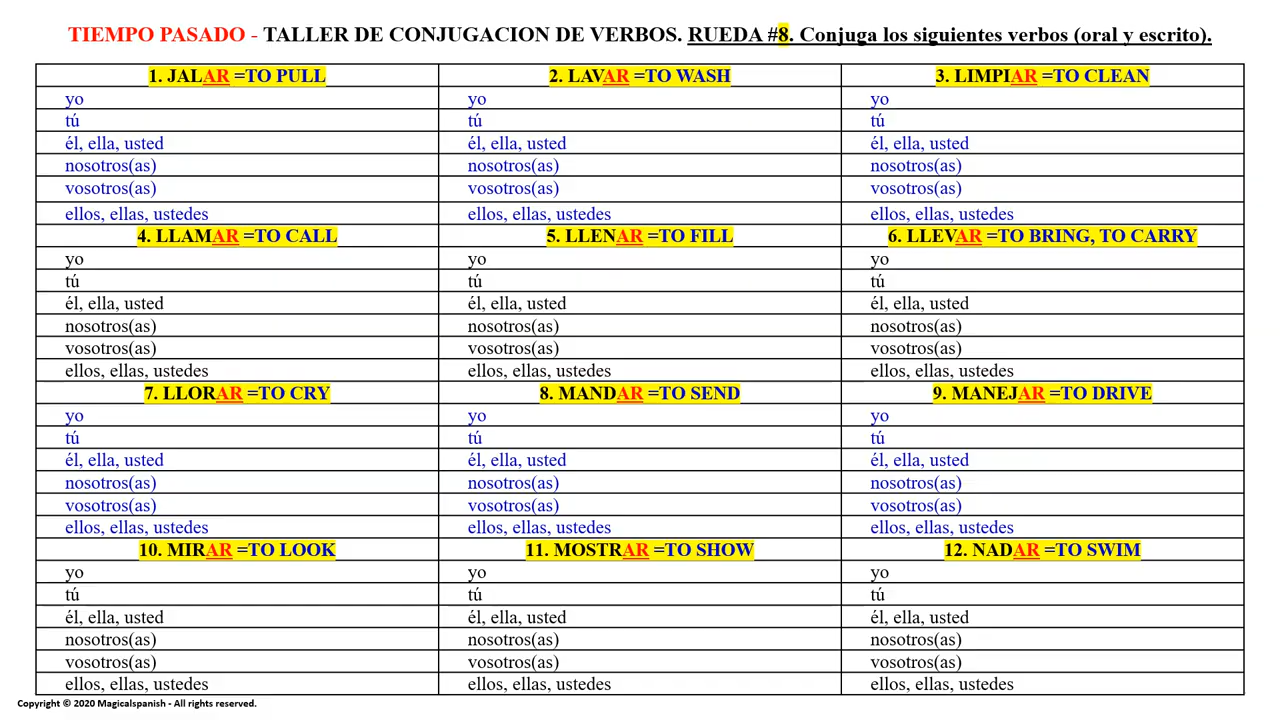 TIEMPO PASADO - TALLER DE CONJUGACION DE VERBOS. RUEDA #8. Conjuga los siguientes verbos (oral y escrito).
1. JALAR =TO PULL 2. LAVAR =TO WASH 3. LIMPIAR =TO CLEAN
yo yo yo
tú tú tú
él, ella, usted él, ella, usted él, ella, usted
nosotros(as) nosotros(as) nosotros(as)
vosotros(as) vosotros(as) vosotros(as)
ellos, ellas, ustedes ellos, ellas, ustedes ellos, ellas, ustedes
4. LLAMAR =TO CALL 5. LLENAR =TO FILL 6. LLEVAR =TO BRING, TO CARRY
yo yo yo
tú tú tú
él, ella, usted él, ella, usted él, ella, usted
nosotros(as) nosotros(as) nosotros(as)
vosotros(as) vosotros(as) vosotros(as)
ellos, ellas, ustedes ellos, ellas, ustedes ellos, ellas, ustedes
7. LLORAR =TO CRY 8. MANDAR =TO SEND 9. MANEJAR =TO DRIVE
yo yo yo
tú tú tú
él, ella, usted él, ella, usted él, ella, usted
nosotros(as) nosotros(as) nosotros(as)
vosotros(as) vosotros(as) vosotros(as)
ellos, ellas, ustedes ellos, ellas, ustedes ellos, ellas, ustedes
10. MIRAR =TO LOOK 11. MOSTRAR =TO SHOW 12. NADAR =TO SWIM
yo yo yo
tú tú tú
él, ella, usted él, ella, usted él, ella, usted
nosotros(as) nosotros(as) nosotros(as)
vosotros(as) vosotros(as) vosotros(as)
ellos, ellas, ustedes ellos, ellas, ustedes ellos, ellas, ustedes
Copyright © 2020 Magicalspanish - All rights reserved.